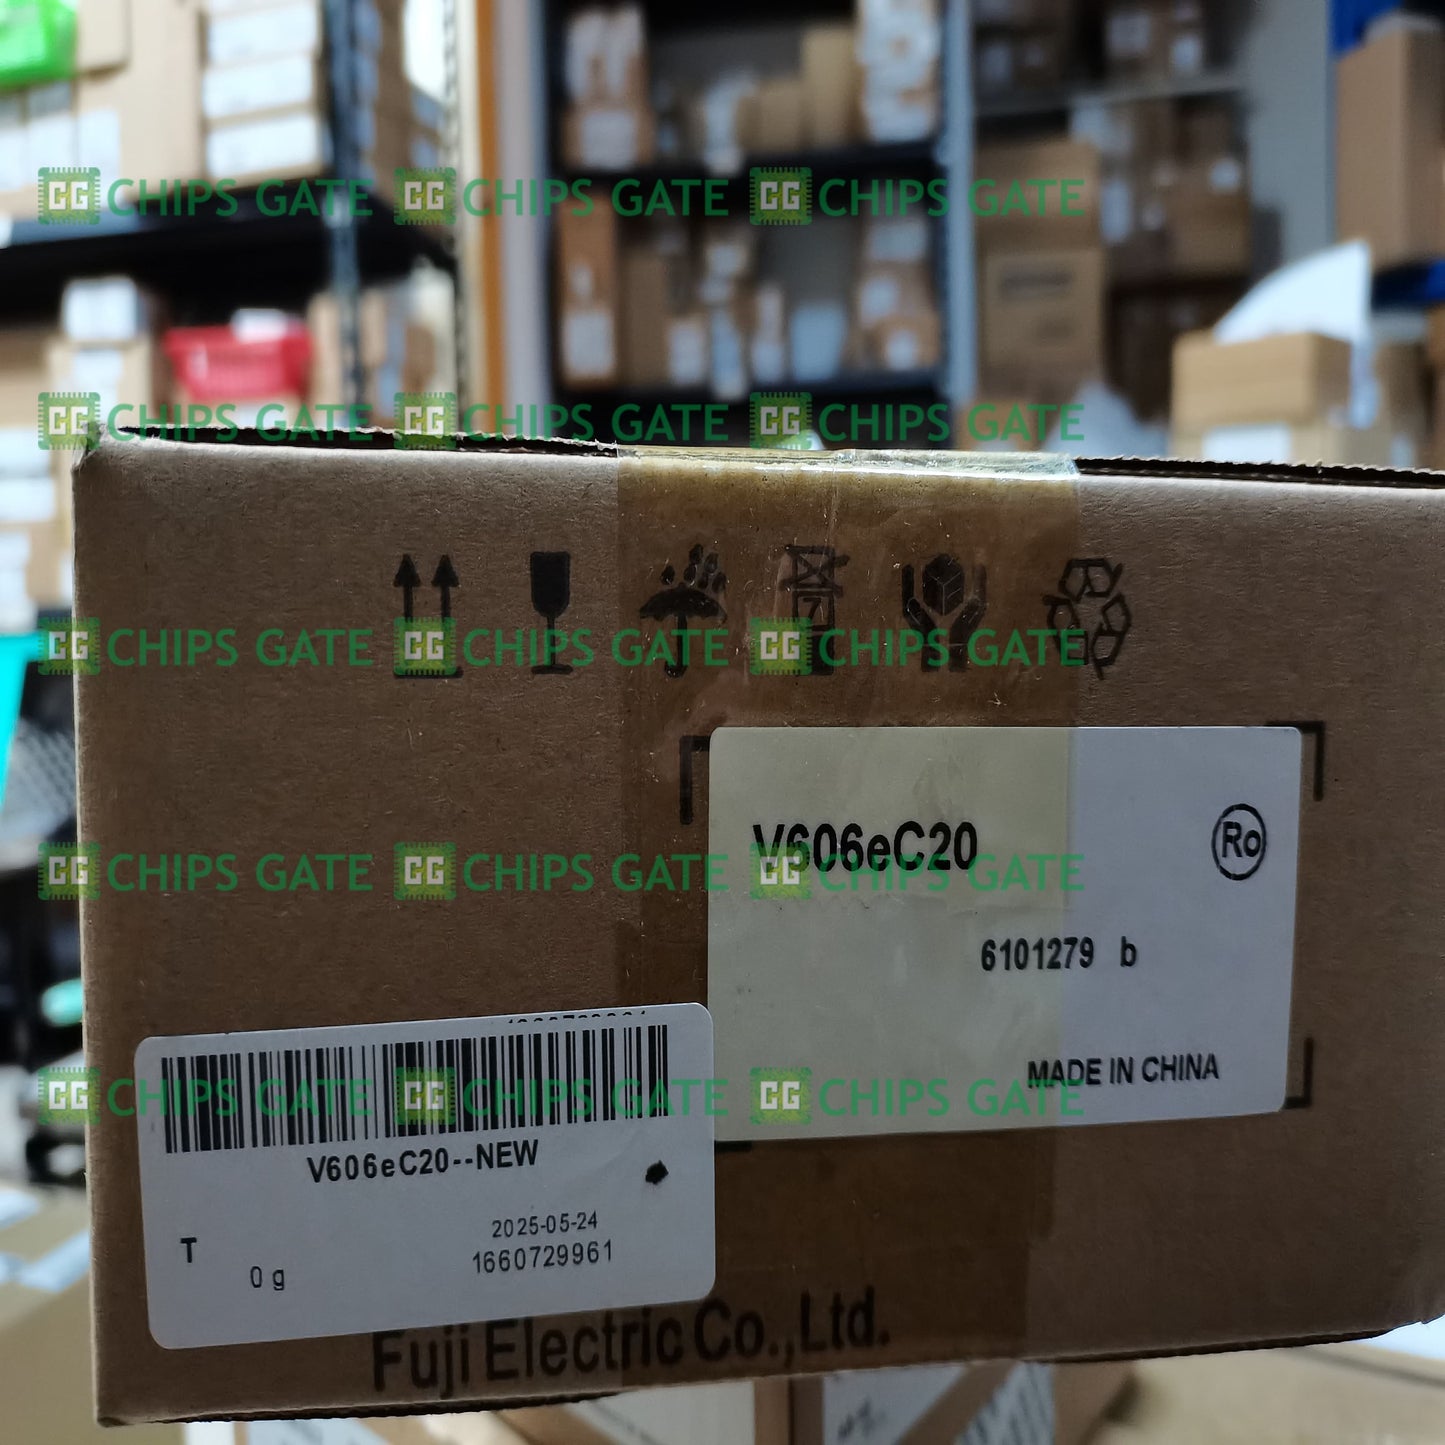 CG CHIPS GATE CG CHIPS GATE CG CHIPS GATE
CG CHIPS GATE CG CHIPS GATE CG CHIPS GATE
7
CG CHIPS GATE CG CHIPS GATE CG CHIPS GATE
V606eC20
Ro
CG CHIPS GATE CG CHIPS GATE CG CHIPS GATE
6101279 b
MADE IN CHINA
CG CHIPS GATE CG CHIPS GATE CG CHIPS GATE
V606eC20--NEW
2025-05-24
T
1660729961
0 g
Fuji Electric Co.,Ltd.